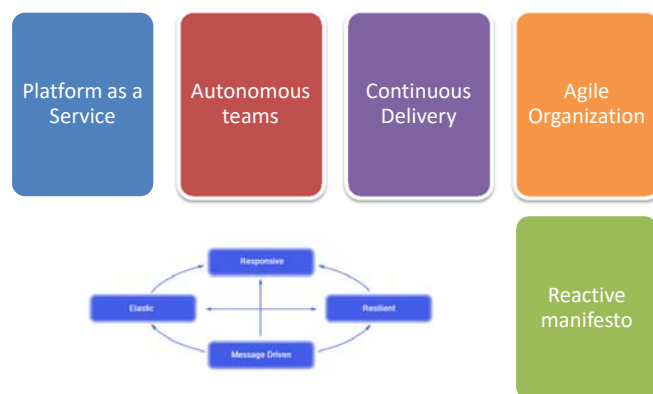 Platform as a
Service
Autonomous
teams
Continuous
Delivery
Agile
Organization
Responsive
Elastic
Resilient
Message Driven
Reactive
manifesto